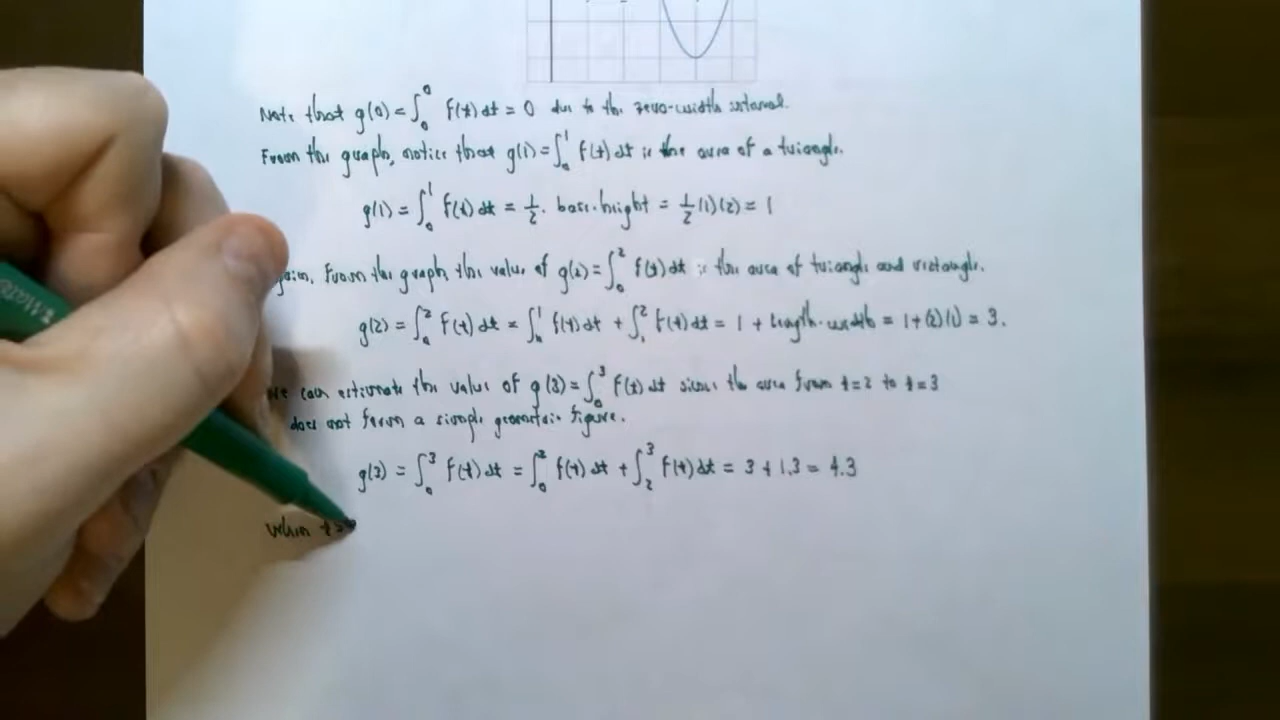 Note that g(0) = ∫₀⁰ f(t) dt = 0 due to the zero-width interval.
From the graph, notice that g(1) = ∫₀¹ f(t) dt is the area of a triangle.
g(1) = ∫₀¹ f(t) dt = 1/2 · base · height = 1/2 (1)(2) = 1
From the graph, the value of g(2) = ∫₀² f(t) dt is the area of triangle and rectangle.
g(2) = ∫₀² f(t) dt = ∫₀¹ f(t) dt + ∫₁² f(t) dt = 1 + length · width = 1 + (2)(1) = 3.
We can estimate the value of g(3) = ∫₀³ f(t) dt since the area from t=2 to t=3
does not form a simple geometric figure.
g(3) = ∫₀³ f(t) dt = ∫₀² f(t) dt + ∫₂³ f(t) dt = 3 + 1.3 = 4.3
When t =